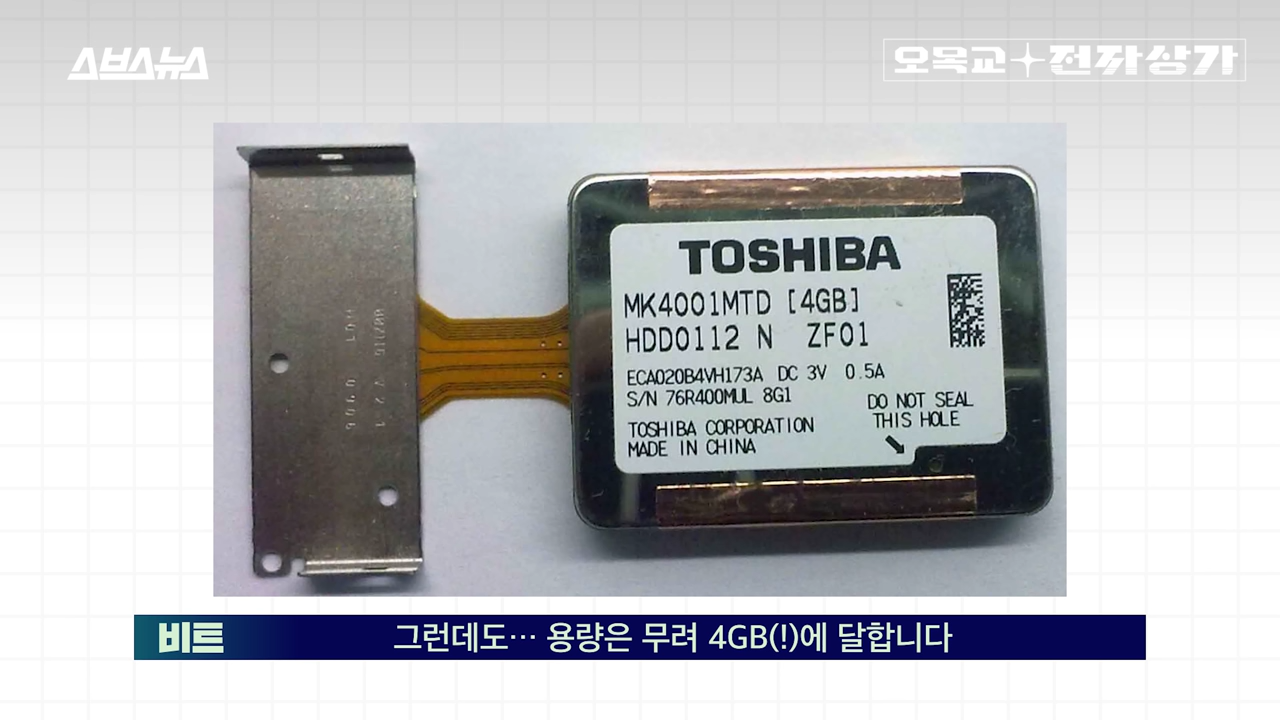 스브스뉴스
오목교 전자상가
TOSHIBA
MK4001MTD [4GB]
HDD0112 N ZF01
ECA020B4VH173A DC 3V 0.5A
S/N 76R400MUL 8G1
DO NOT SEAL
THIS HOLE
TOSHIBA CORPORATION
MADE IN CHINA
비트
그런데도… 용량은 무려 4GB(!)에 달합니다